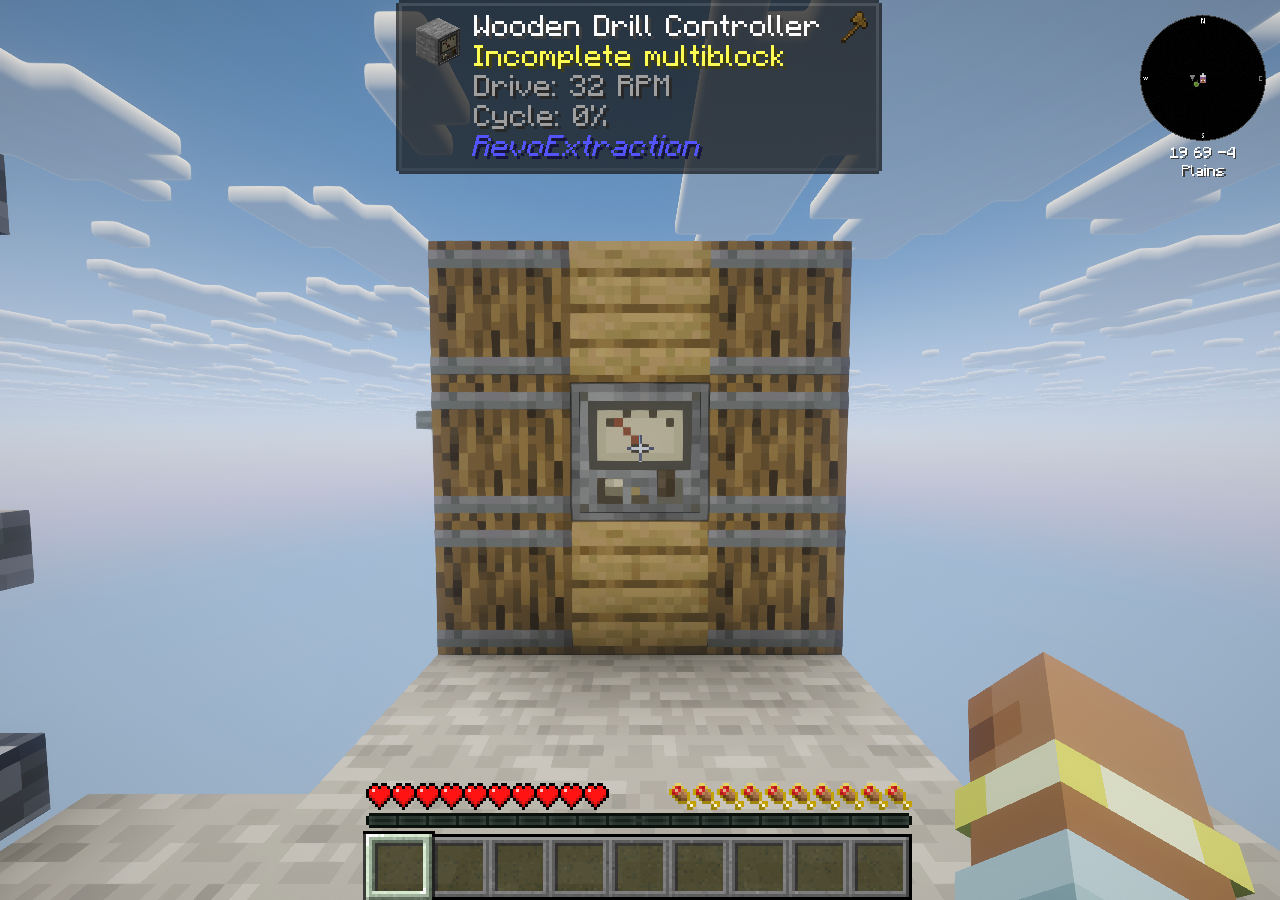 Wooden Drill Controller
Incomplete multiblock
Drive: 32 RPM
Cycle: 0%
RevoExtraction
N
W
E
S
19 69 -4
Plains